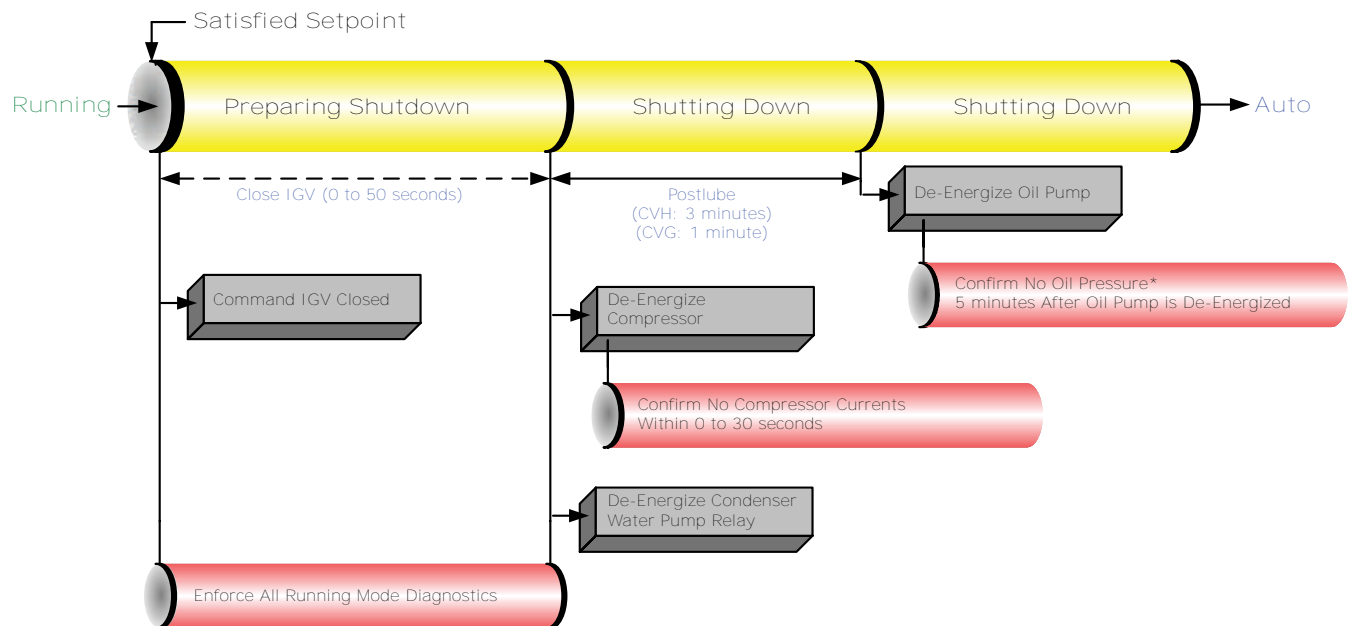 Satisfied Setpoint
Running
Preparing Shutdown
Shutting Down
Shutting Down
Auto
Close IGV (0 to 50 seconds)
Postlube
(CVH: 3 minutes)
(CVG: 1 minute)
De-Energize Oil Pump
Confirm No Oil Pressure*
5 minutes After Oil Pump is De-Energized
Command IGV Closed
De-Energize
Compressor
Confirm No Compressor Currents
Within 0 to 30 seconds
De-Energize Condenser
Water Pump Relay
Enforce All Running Mode Diagnostics